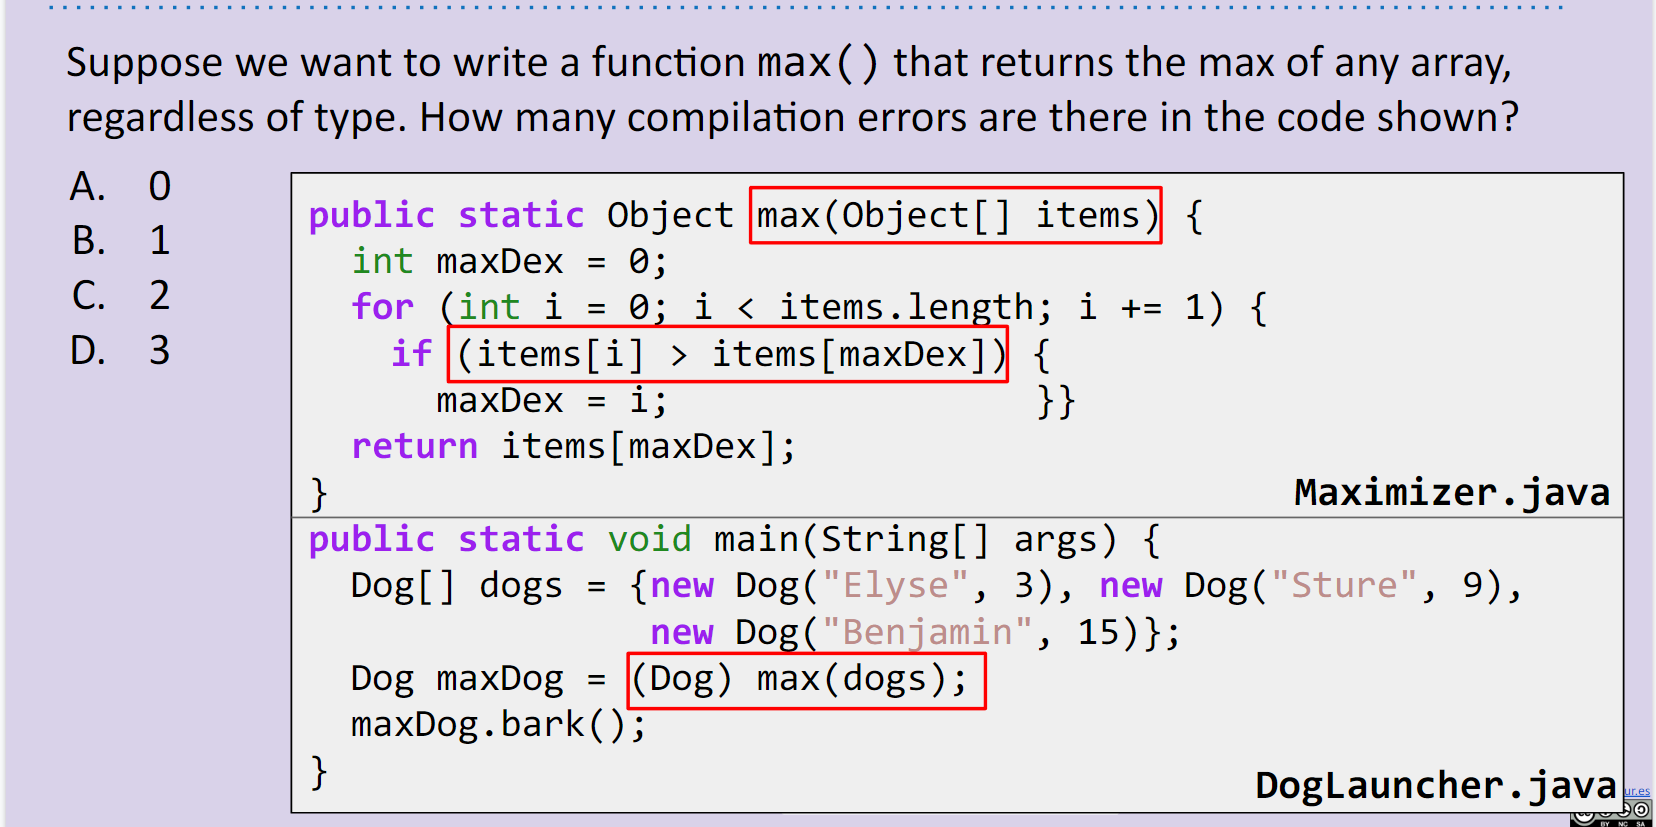 Suppose we want to write a function max() that returns the max of any array,
regardless of type. How many compilation errors are there in the code shown?
A. 0
B. 1
C. 2
D. 3
public static Object max(Object[] items) {
int maxDex = 0;
for (int i = 0; i < items.length; i += 1) {
if (items[i] > items[maxDex]) {
maxDex = i; }}
return items[maxDex];
}
Maximizer.java
public static void main(String[] args) {
Dog[] dogs = {new Dog("Elyse", 3), new Dog("Sture", 9),
new Dog("Benjamin", 15)};
Dog maxDog = (Dog) max(dogs);
maxDog.bark();
}
DogLauncher.java
ur.es
BY NC SA